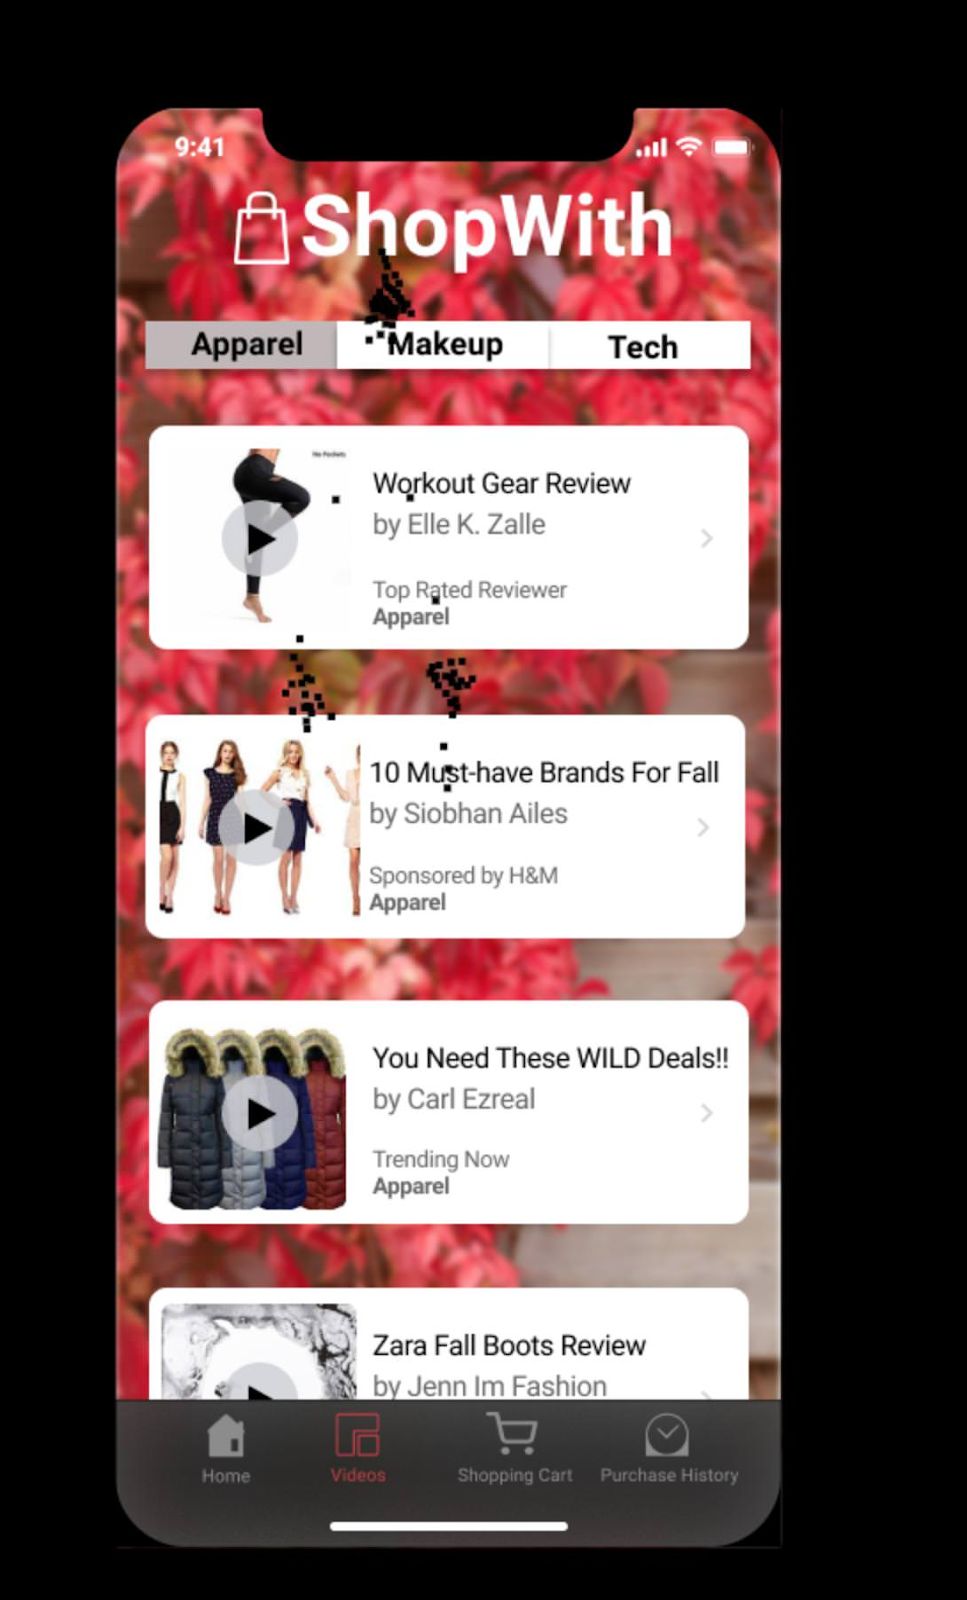 9:41
ShopWith
Apparel Makeup Tech
No Pockets
Workout Gear Review
by Elle K. Zalle
Top Rated Reviewer
Apparel
10 Must-have Brands For Fall
by Siobhan Ailes
Sponsored by H&M
Apparel
You Need These WILD Deals!!
by Carl Ezreal
Trending Now
Apparel
Zara Fall Boots Review
by Jenn Im Fashion
Home Videos Shopping Cart Purchase History